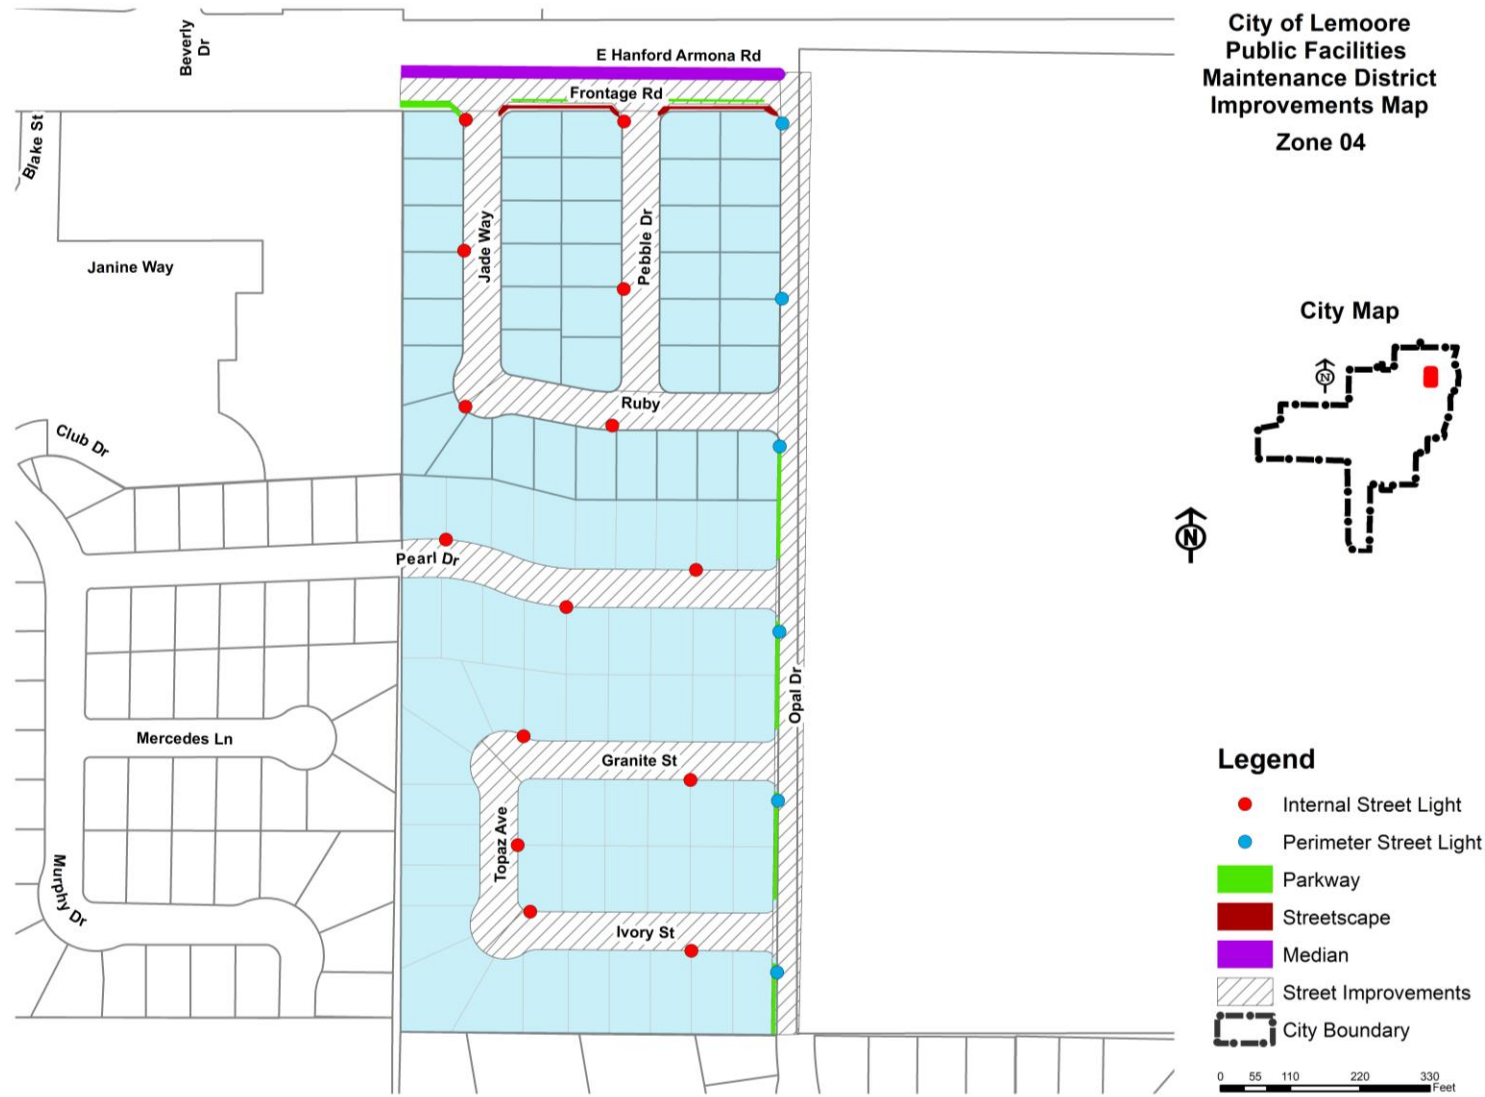 City of Lemoore
Public Facilities
Maintenance District
Improvements Map
Zone 04
Beverly
Dr
E Hanford Armona Rd
Frontage Rd
Blake St
Jade Way
Pebble Dr
Janine Way
City Map
N
Ruby
Club Dr
N
Pearl Dr
Opal Dr
Mercedes Ln
Granite St
Topaz Ave
Murphy Dr
Ivory St
Legend
Internal Street Light
Perimeter Street Light
Parkway
Streetscape
Median
Street Improvements
City Boundary
0 55 110 220 330
Feet